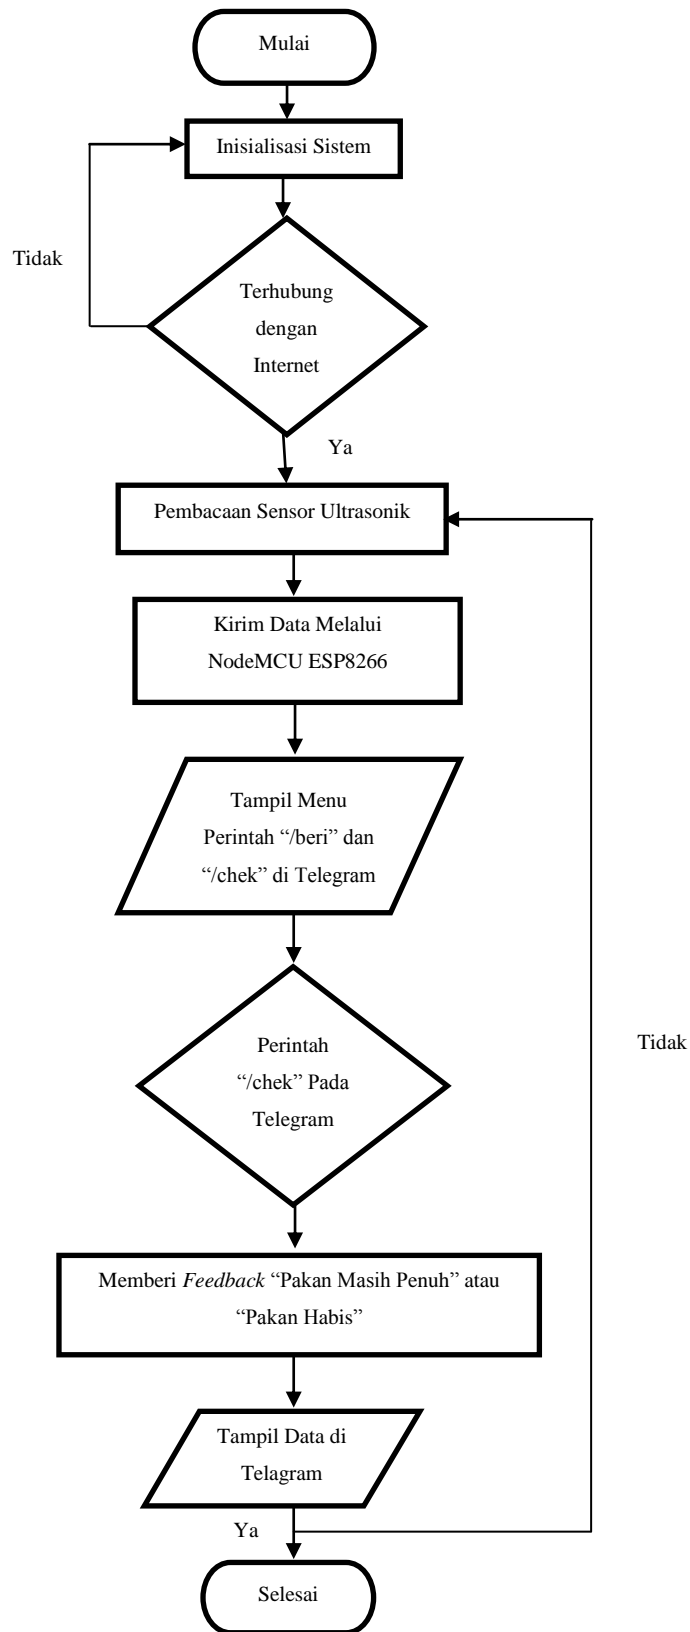 Mulai
Inisialisasi Sistem
Tidak
Terhubung
dengan
Internet
Ya
Pembacaan Sensor Ultrasonik
Kirim Data Melalui
NodeMCU ESP8266
Tampil Menu
Perintah “/beri” dan
“/chek” di Telegram
Perintah
“/chek” Pada
Telegram
Tidak
Memberi Feedback “Pakan Masih Penuh” atau
“Pakan Habis”
Tampil Data di
Telagram
Ya
Selesai